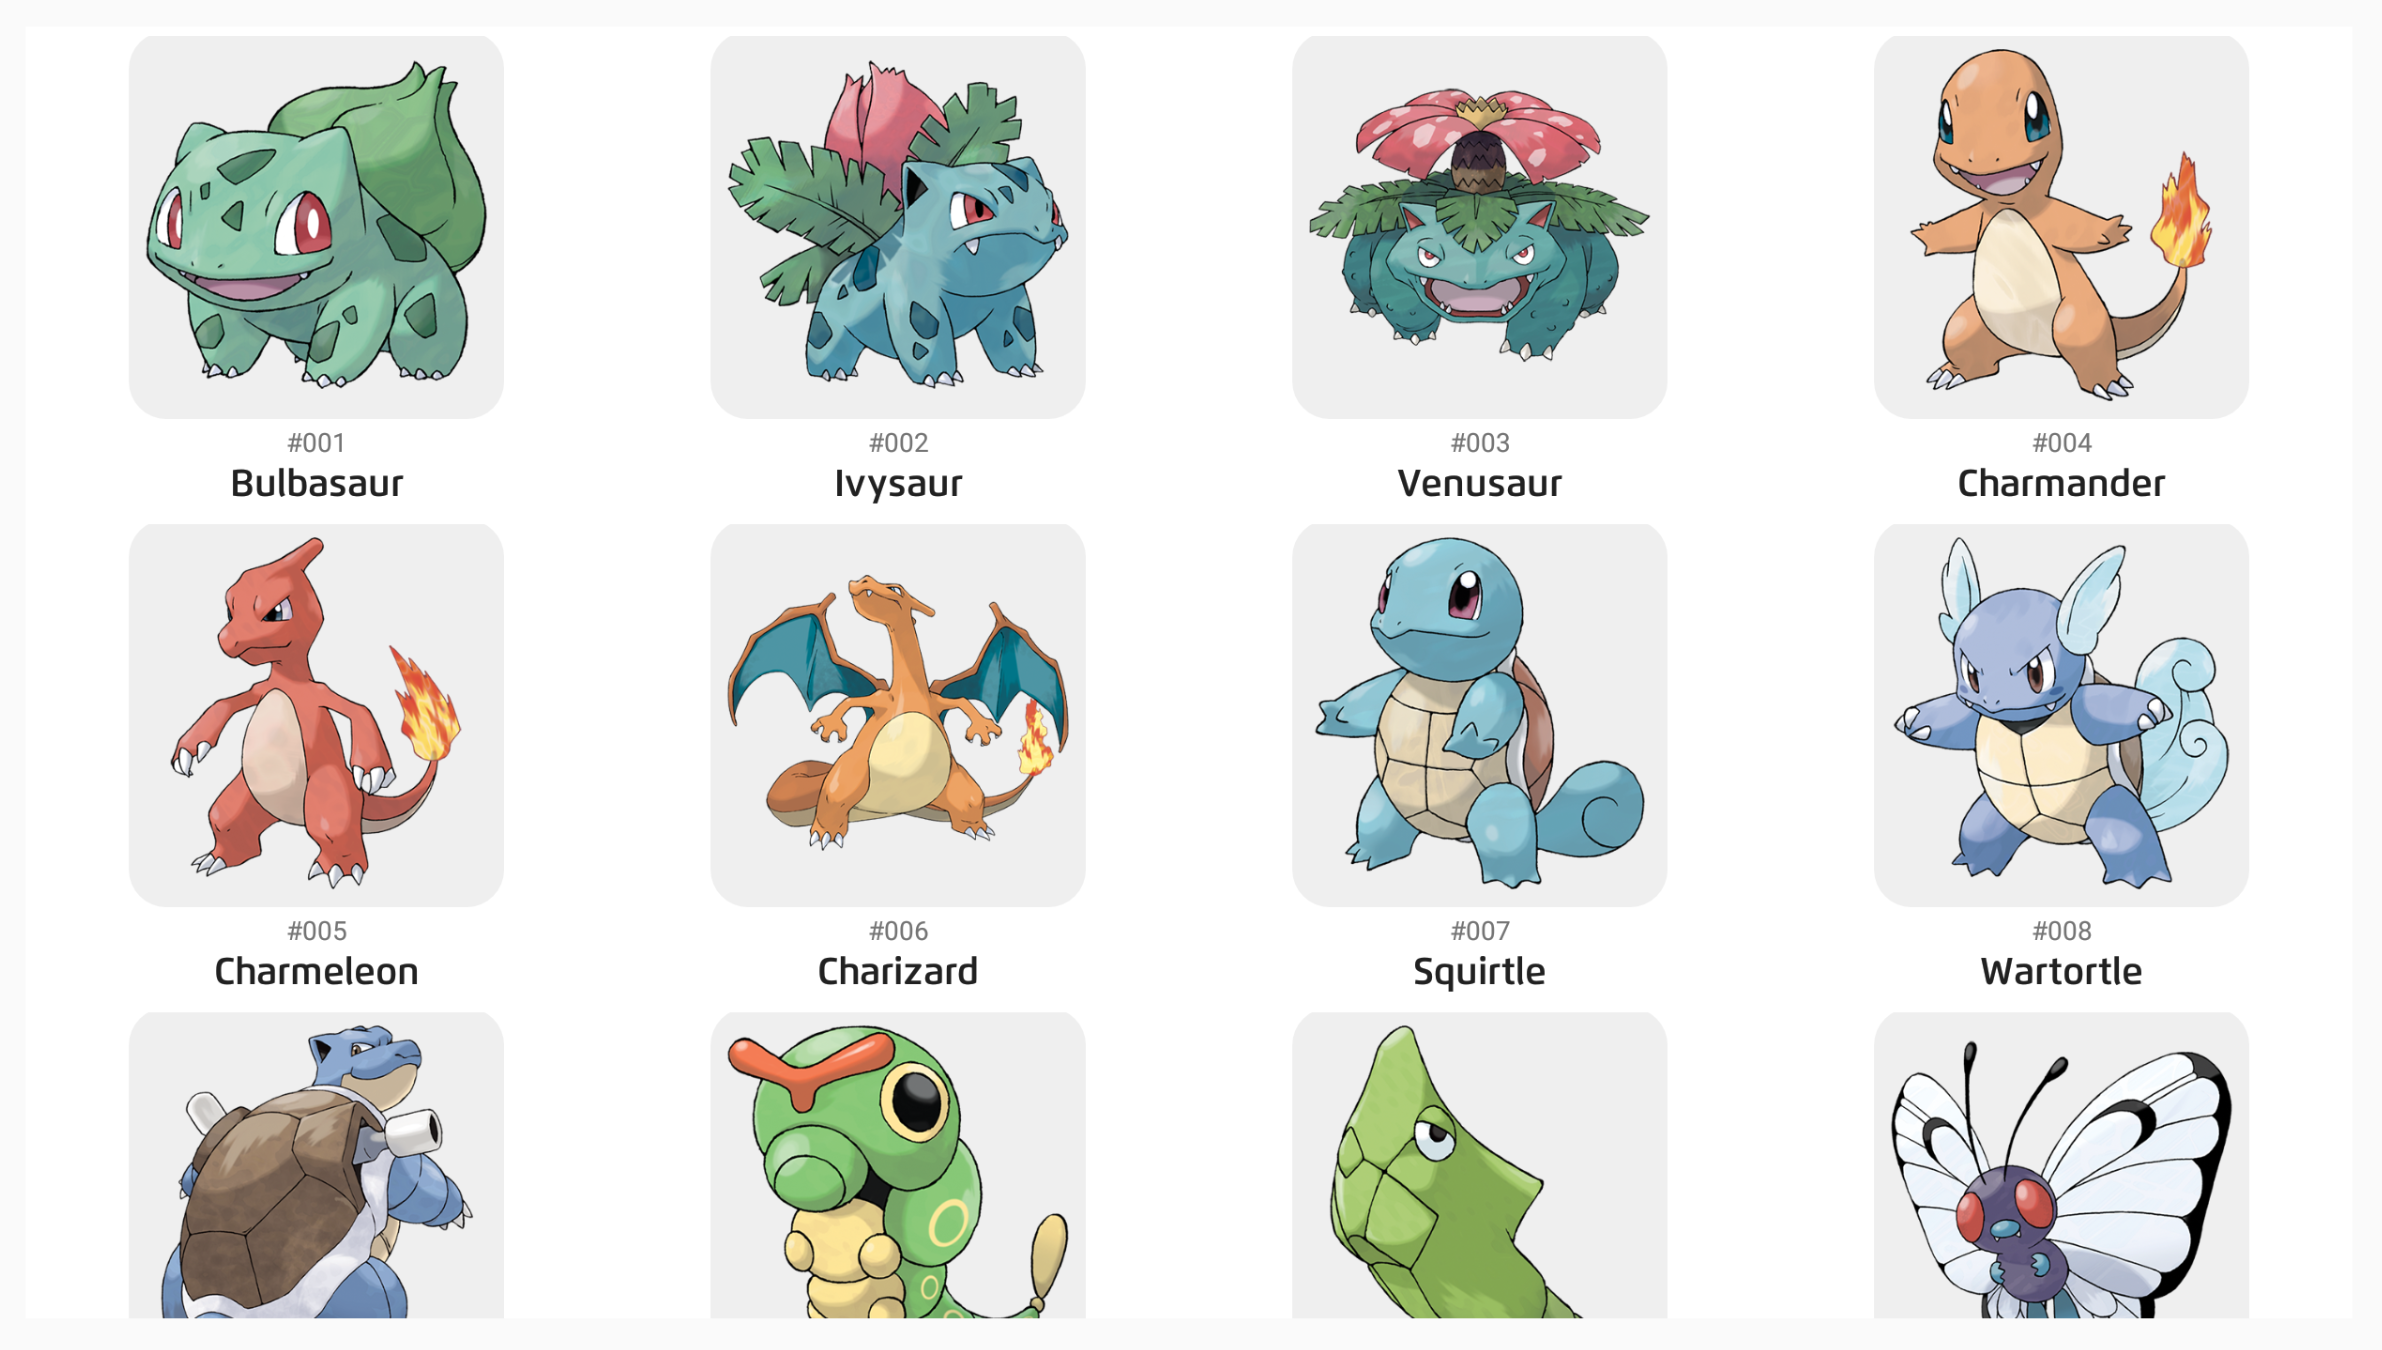 #001
Bulbasaur
#002
Ivysaur
#003
Venusaur
#004
Charmander
#005
Charmeleon
#006
Charizard
#007
Squirtle
#008
Wartortle